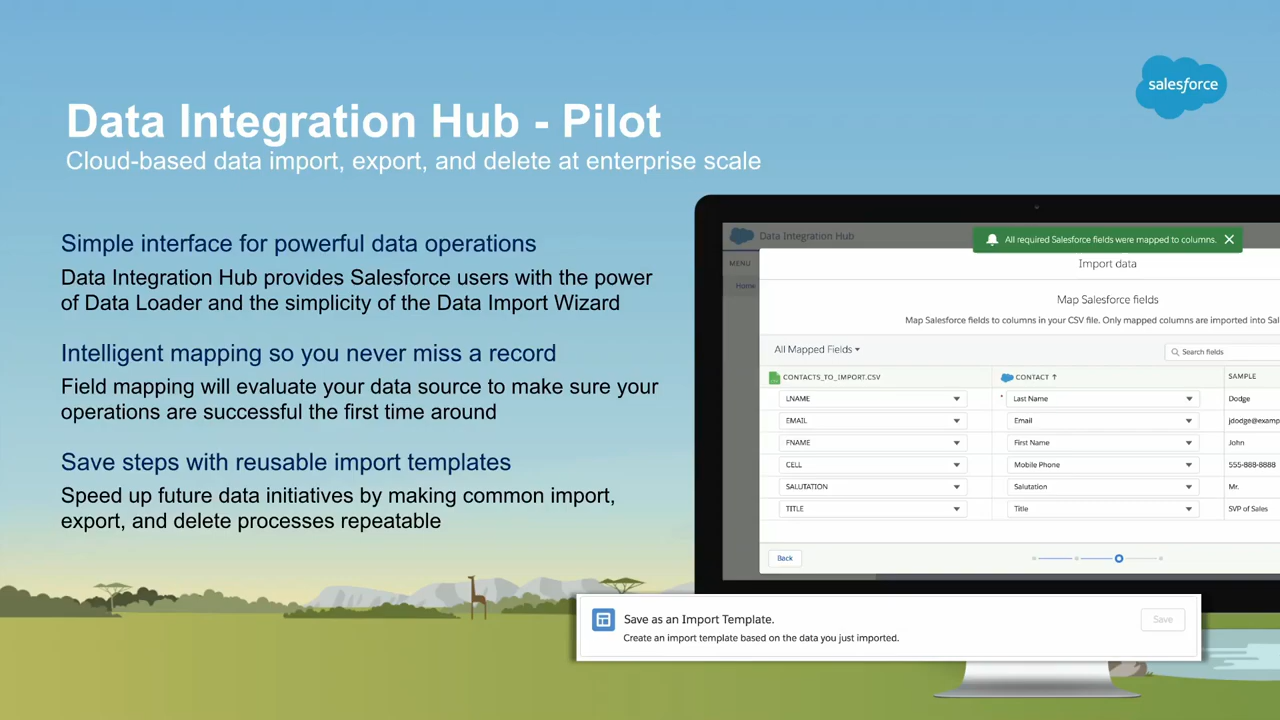 salesforce
Data Integration Hub - Pilot
Cloud-based data import, export, and delete at enterprise scale
Simple interface for powerful data operations
Data Integration Hub provides Salesforce users with the power
of Data Loader and the simplicity of the Data Import Wizard
Intelligent mapping so you never miss a record
Field mapping will evaluate your data source to make sure your
operations are successful the first time around
Save steps with reusable import templates
Speed up future data initiatives by making common import,
export, and delete processes repeatable
Data Integration Hub
All required Salesforce fields were mapped to columns.
MENU
Home
Import data
Map Salesforce fields
Map Salesforce fields to columns in your CSV file. Only mapped columns are imported into Sal
All Mapped Fields
Search fields
CONTACTS_TO_IMPORT.CSV CONTACT ↑ SAMPLE
LNAME * Last Name Dodge
EMAIL Email jdodge@examp
FNAME First Name John
CELL Mobile Phone 555-888-8888
SALUTATION Salutation Mr.
TITLE Title SVP of Sales
Back
Save as an Import Template.
Create an import template based on the data you just imported.
Save